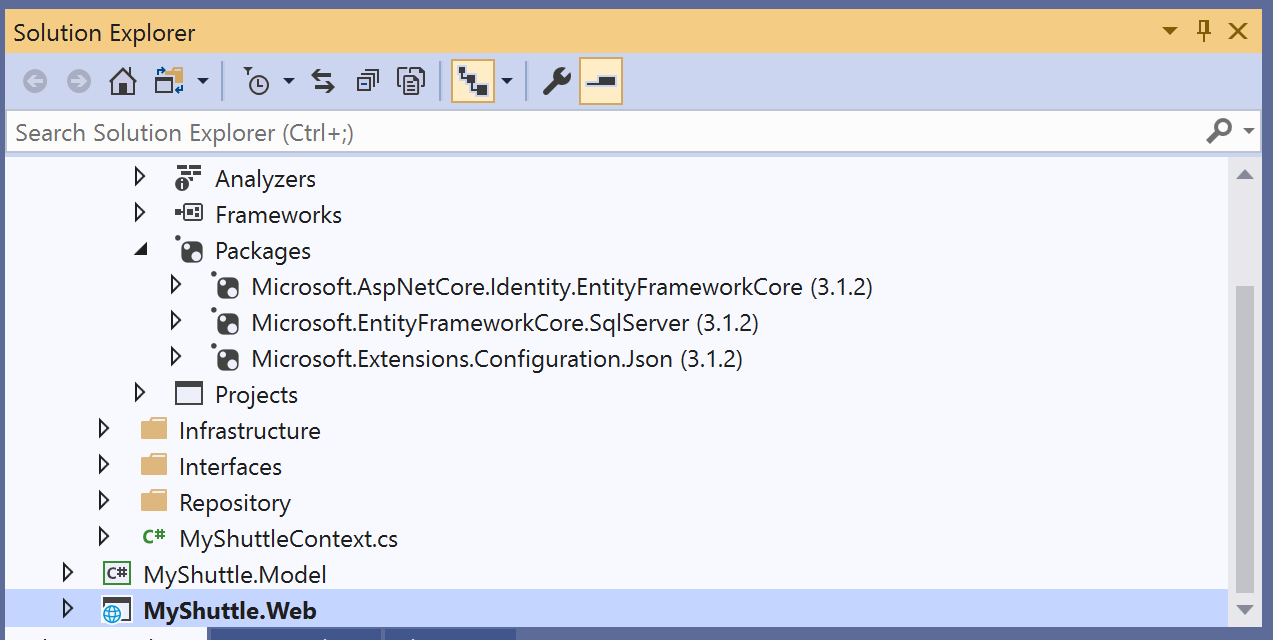 Solution Explorer
Search Solution Explorer (Ctrl+;)
Analyzers
Frameworks
Packages
Microsoft.AspNetCore.Identity.EntityFrameworkCore (3.1.2)
Microsoft.EntityFrameworkCore.SqlServer (3.1.2)
Microsoft.Extensions.Configuration.Json (3.1.2)
Projects
Infrastructure
Interfaces
Repository
C# MyShuttleContext.cs
C# MyShuttle.Model
MyShuttle.Web